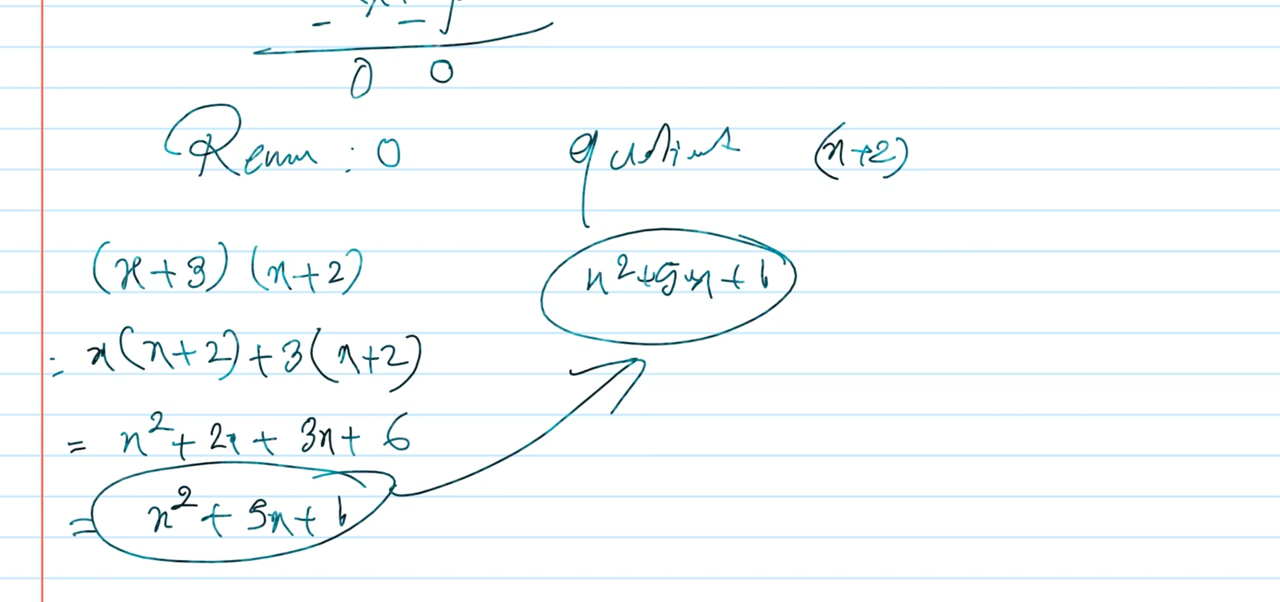 0 0
Rem : 0 quotient (x+2)
(x+3) (x+2) x²+5x+6
= x(x+2)+3(x+2)
= x²+2x+3x+6
= x²+5x+6